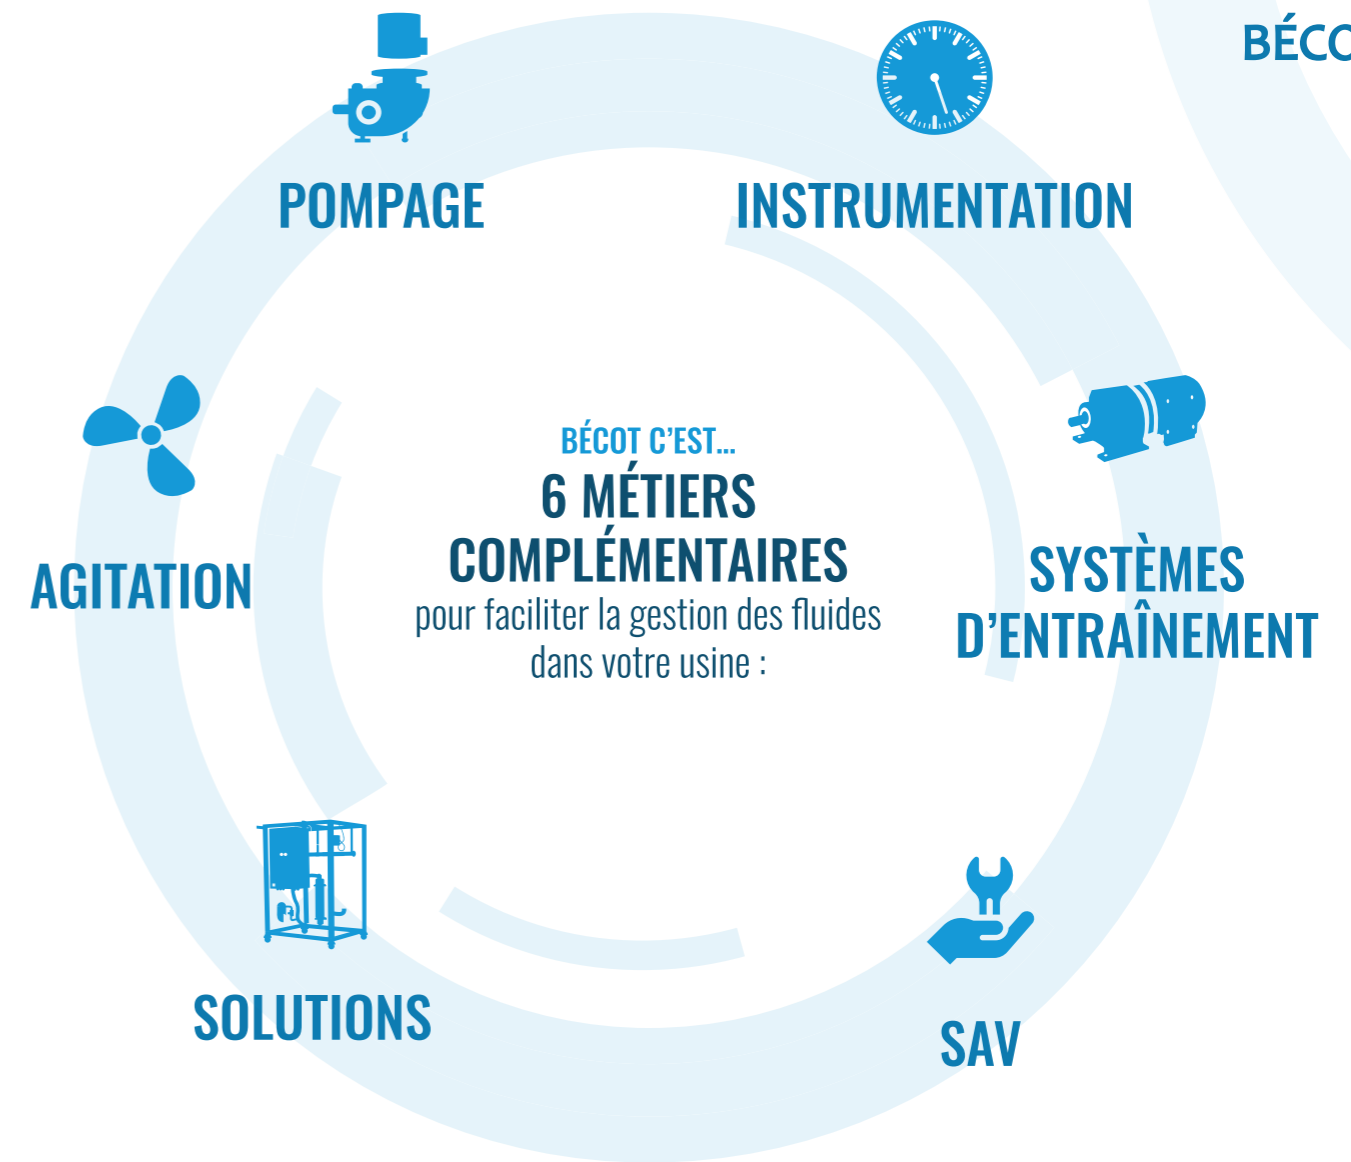 BÉCO
POMPAGE
INSTRUMENTATION
BÉCOT C’EST...
6 MÉTIERS
COMPLÉMENTAIRES
pour faciliter la gestion des fluides
dans votre usine :
AGITATION
SYSTÈMES
D’ENTRAÎNEMENT
SOLUTIONS
SAV